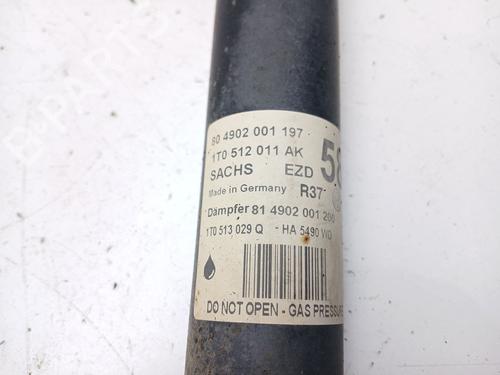 80 4902 001 197
1T0 512 011 AK
SACHS EZD 58
Made in Germany R37
Dämpfer 81 4902 001 200
1T0 513 029 Q - HA 5490 WD
DO NOT OPEN - GAS PRESSURE